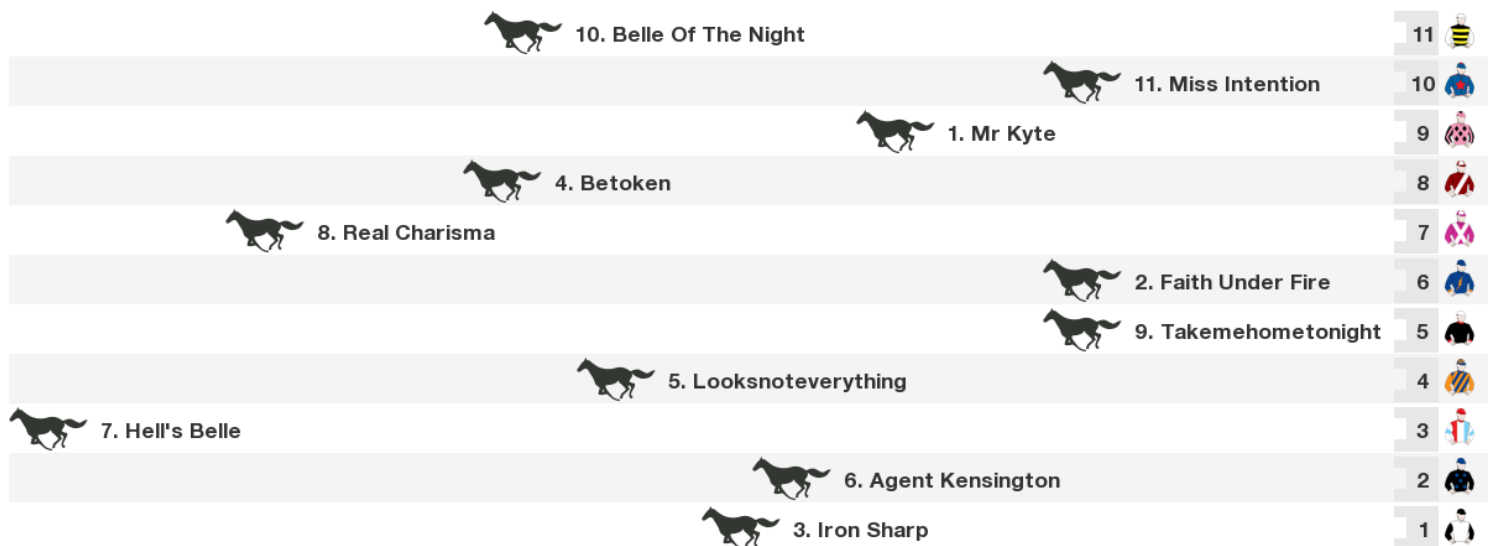 10. Belle Of The Night 11
11. Miss Intention 10
1. Mr Kyte 9
4. Betoken 8
8. Real Charisma 7
2. Faith Under Fire 6
9. Takemehometonight 5
5. Looksnoteverything 4
7. Hell's Belle 3
6. Agent Kensington 2
3. Iron Sharp 1